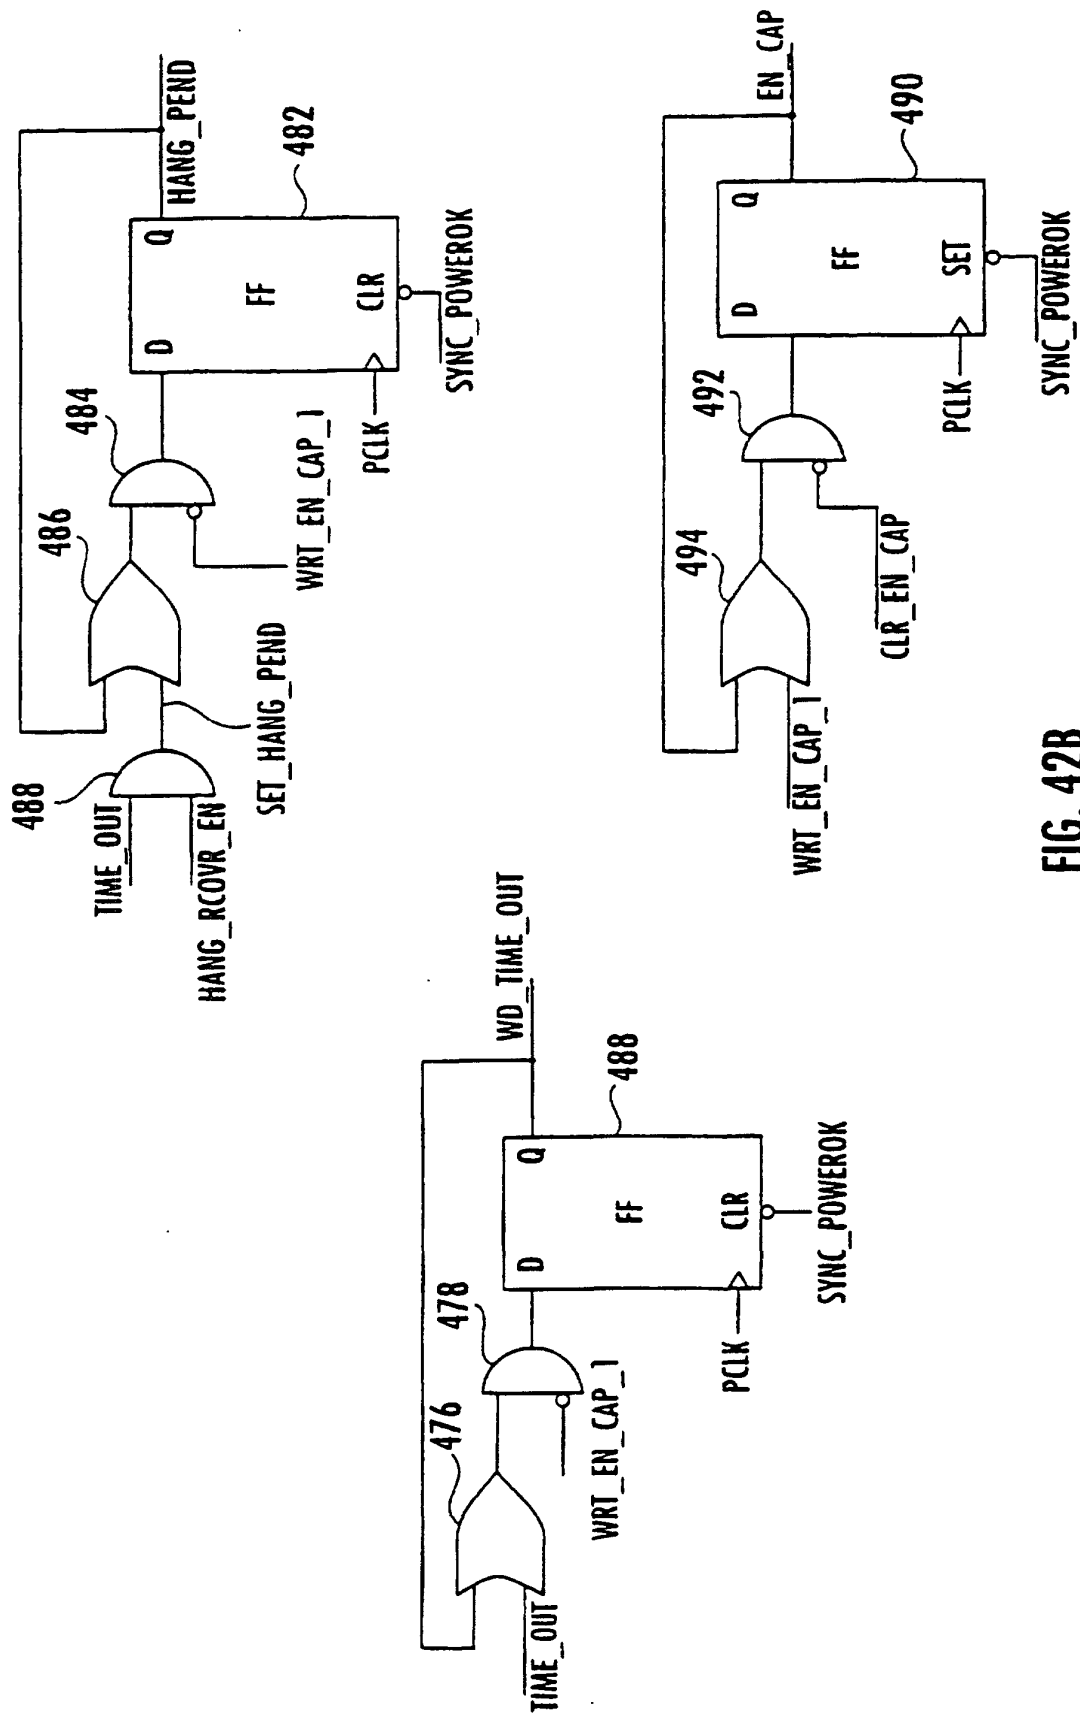 TIME_OUT
476
478
WRT_EN_CAP_1
D
Q
FF
CLR
488
PCLK
SYNC_POWEROK
WD_TIME_OUT
488
TIME_OUT
HANG_RCOVR_EN
SET_HANG_PEND
486
484
WRT_EN_CAP_1
D
Q
FF
CLR
482
PCLK
SYNC_POWEROK
HANG_PEND
WRT_EN_CAP_1
494
492
CLR_EN_CAP
D
Q
FF
SET
490
PCLK
SYNC_POWEROK
EN_CAP
FIG. 42B